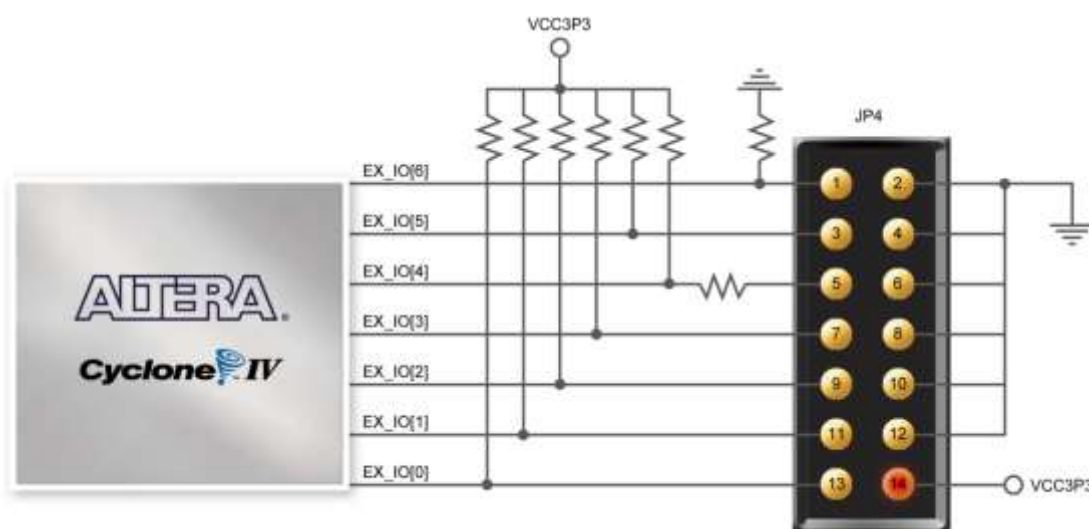 VCC3P3
JP4
EX_IO[6]
1 2
EX_IO[5]
3 4
EX_IO[4]
5 6
ALTERA.
EX_IO[3]
7 8
Cyclone IV
EX_IO[2]
9 10
EX_IO[1]
11 12
EX_IO[0]
13 14
VCC3P3